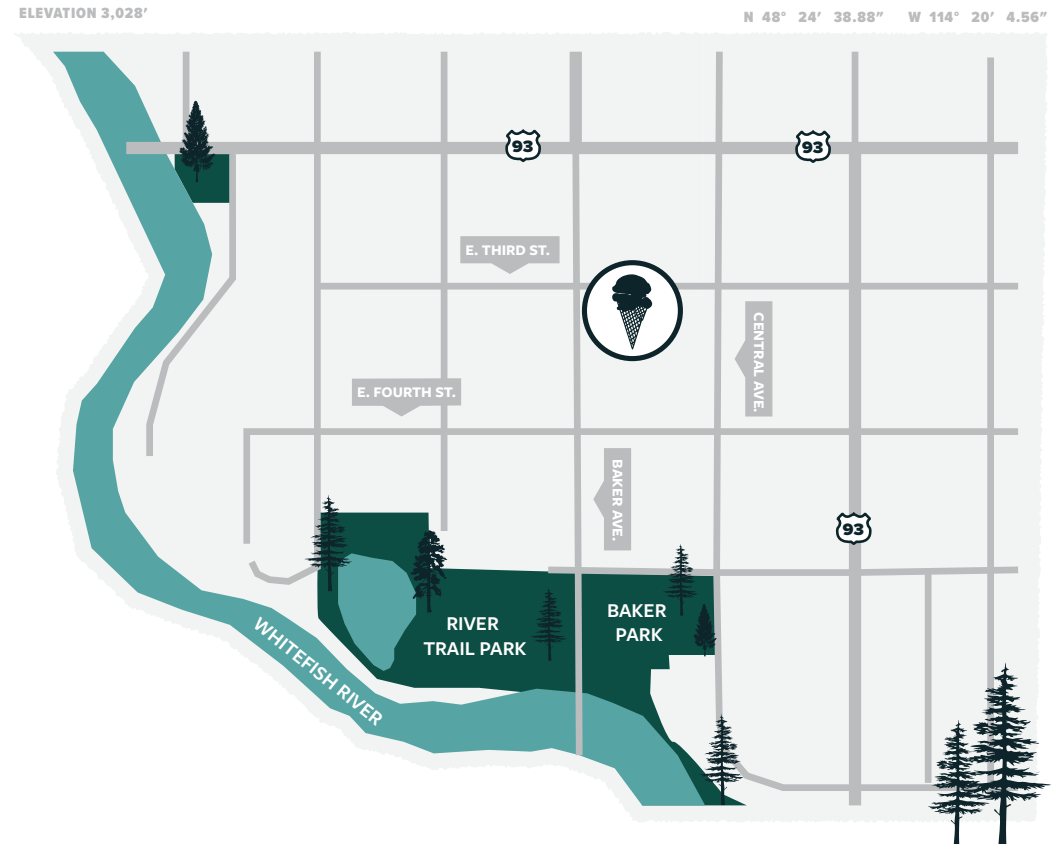 ELEVATION 3,028′
N 48° 24′ 38.88″ W 114° 20′ 4.56″
93
93
E. THIRD ST.
CENTRAL AVE.
E. FOURTH ST.
BAKER AVE.
93
RIVER
TRAIL PARK
BAKER
PARK
WHITEFISH RIVER